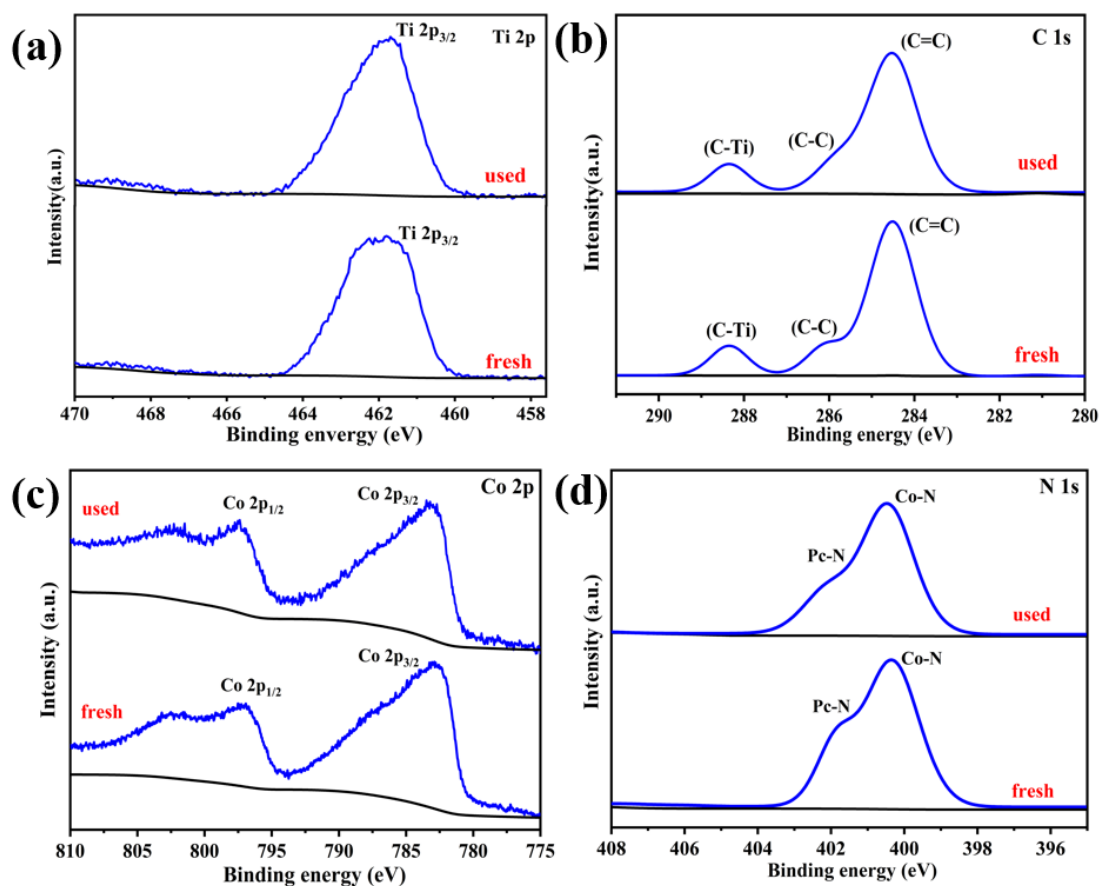 (a)
Ti 2p₃/₂
Ti 2p
used
Ti 2p₃/₂
fresh
Intensity(a.u.)
470 468 466 464 462 460 458
Binding envergy (eV)
(b)
(C=C)
C 1s
(C-Ti)
(C-C)
used
(C=C)
(C-Ti)
(C-C)
fresh
Intensity(a.u.)
290 288 286 284 282 280
Binding energy (eV)
(c)
Co 2p
used
Co 2p₁/₂
Co 2p₃/₂
fresh
Co 2p₁/₂
Co 2p₃/₂
Intensity (a.u.)
810 805 800 795 790 785 780 775
Binding energy (eV)
(d)
N 1s
Co-N
Pc-N
used
Co-N
Pc-N
fresh
Intensity (a.u.)
408 406 404 402 400 398 396
Binding energy (eV)